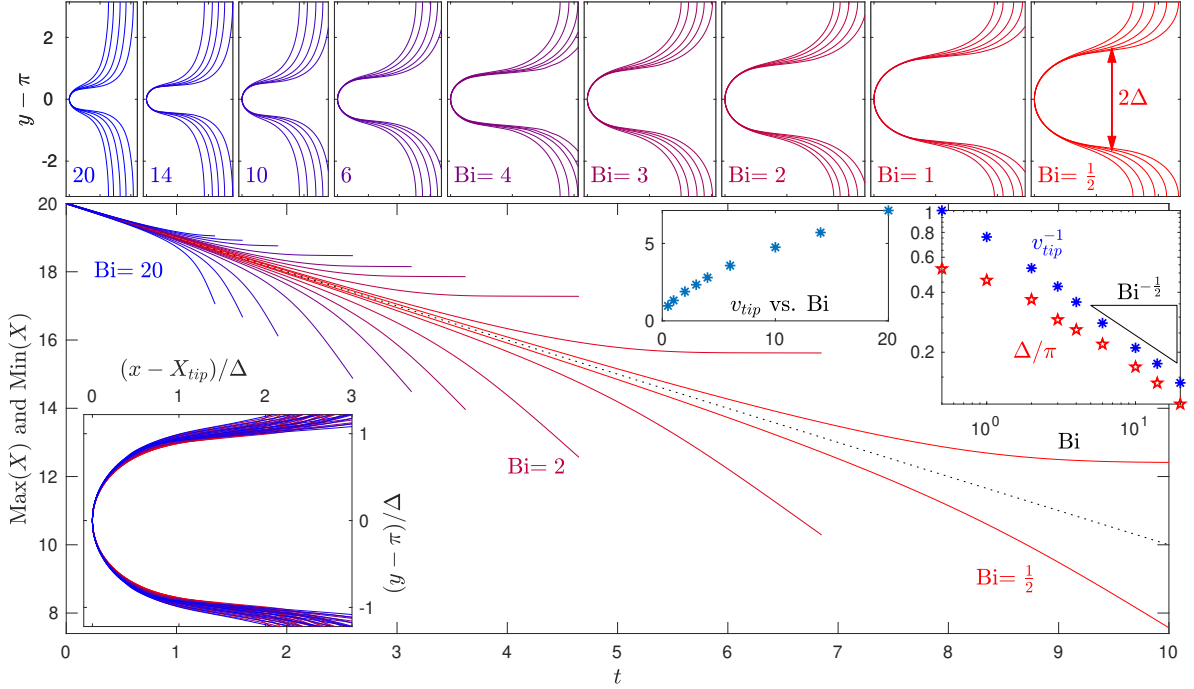 2
0
-2
y − π
20
14
10
6
Bi= 4
Bi= 3
Bi= 2
Bi= 1
Bi= 1/2
2Δ
20
18
16
14
12
10
8
Max(X) and Min(X)
Bi= 20
Bi= 2
Bi= 1/2
0
1
2
3
4
5
6
7
8
9
10
t
5
0
v_tip vs. Bi
0
10
20
1
0.8
0.6
0.4
0.2
v_tip^−1
Bi^−1/2
Δ/π
10^0
10^1
Bi
(x − X_tip)/Δ
0
1
2
3
1
0
-1
(y − π)/Δ